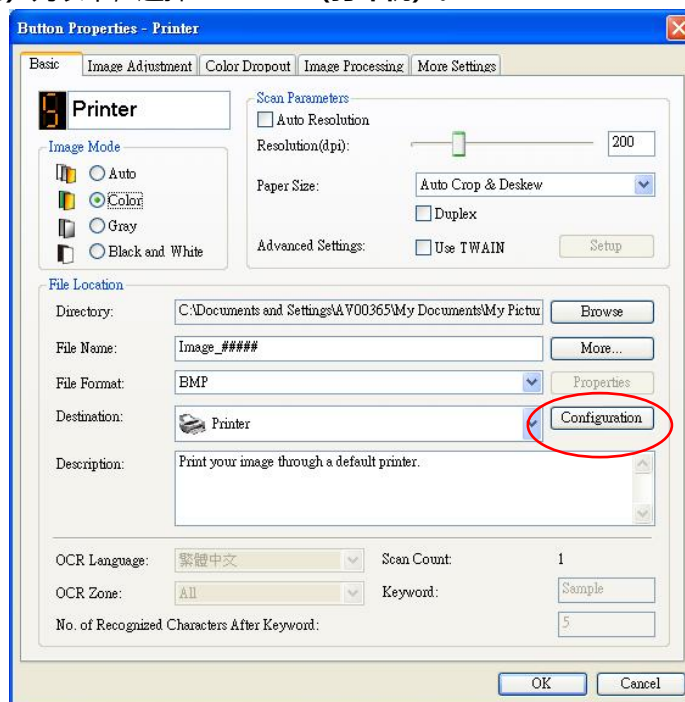 Button Properties - Printer
Basic Image Adjustment Color Dropout Image Processing More Settings
Printer
Image Mode
Auto
Color
Gray
Black and White
Scan Parameters
Auto Resolution
Resolution(dpi): 200
Paper Size: Auto Crop & Deskew
Duplex
Advanced Settings: Use TWAIN Setup
File Location
Directory: C:\Documents and Settings\AV00365\My Documents\My Pictur Browse
File Name: Image_##### More...
File Format: BMP Properties
Destination: Printer Configuration
Description: Print your image through a default printer.
OCR Language: 繁體中文 Scan Count: 1
OCR Zone: All Keyword: Sample
No. of Recognized Characters After Keyword: 5
OK Cancel